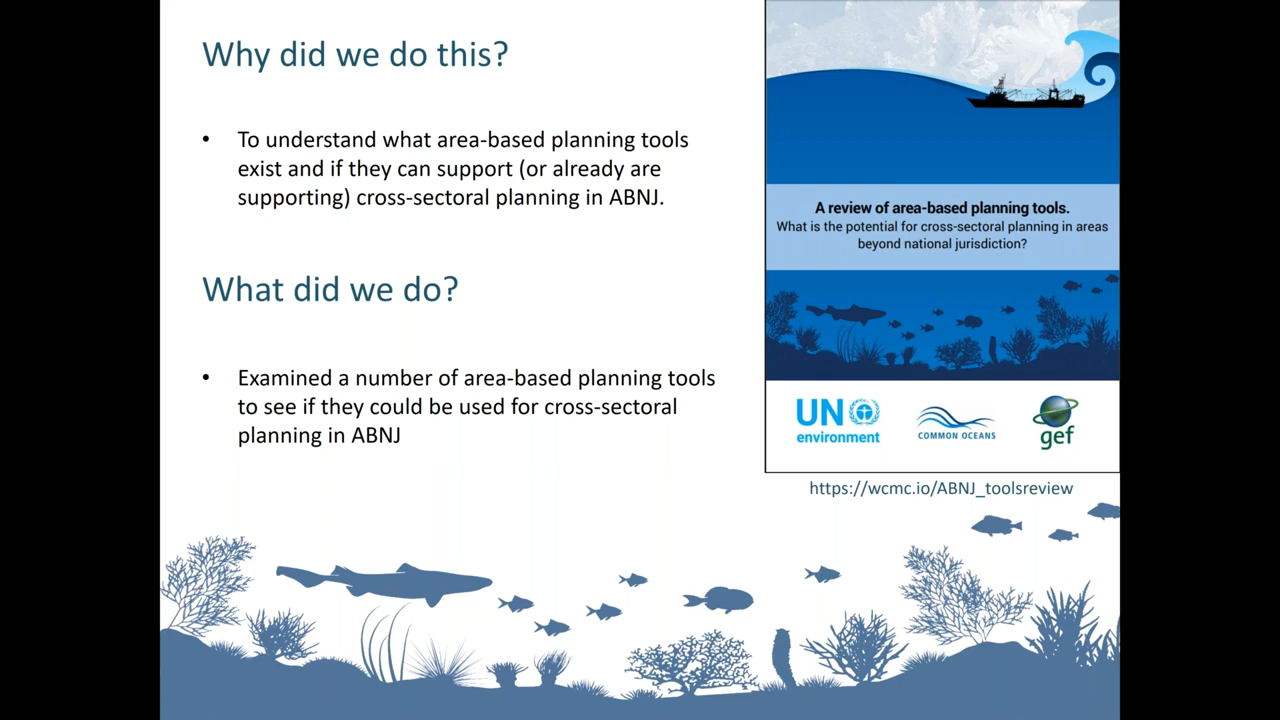 Why did we do this?
• To understand what area-based planning tools
exist and if they can support (or already are
supporting) cross-sectoral planning in ABNJ.
What did we do?
• Examined a number of area-based planning tools
to see if they could be used for cross-sectoral
planning in ABNJ
A review of area-based planning tools.
What is the potential for cross-sectoral planning in areas
beyond national jurisdiction?
UN
environment
COMMON OCEANS
gef
https://wcmc.io/ABNJ_toolsreview